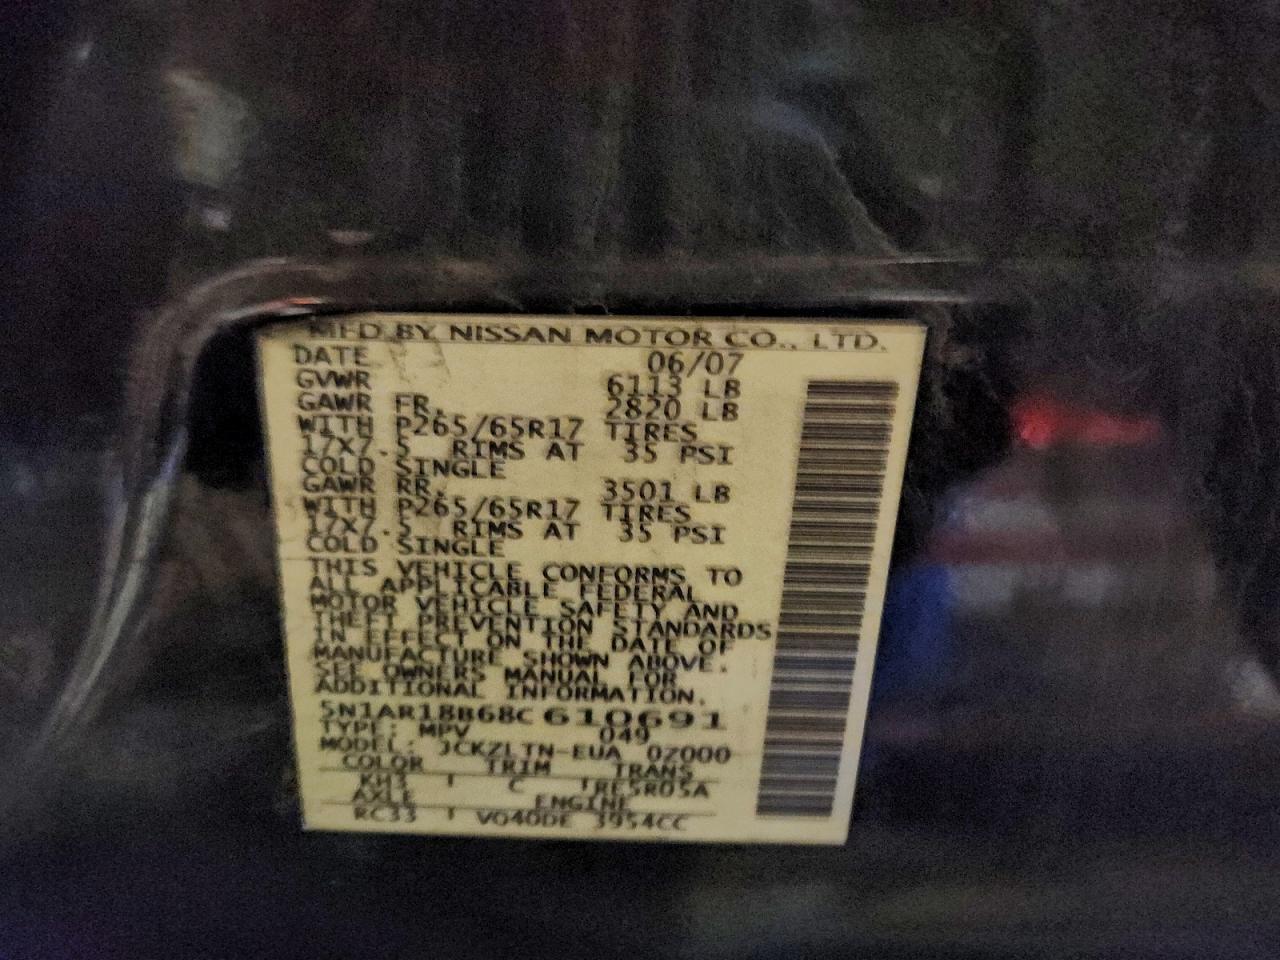 MFD BY NISSAN MOTOR CO., LTD.
DATE 06/07
GVWR 6113 LB
GAWR FR. 2820 LB
WITH P265/65R17 TIRES
17X7.5 RIMS AT 35 PSI
COLD SINGLE
GAWR RR. 3501 LB
WITH P265/65R17 TIRES
17X7.5 RIMS AT 35 PSI
COLD SINGLE
THIS VEHICLE CONFORMS TO
ALL APPLICABLE FEDERAL
MOTOR VEHICLE SAFETY AND
THEFT PREVENTION STANDARDS
IN EFFECT ON THE DATE OF
MANUFACTURE SHOWN ABOVE.
SEE OWNERS MANUAL FOR
ADDITIONAL INFORMATION.
5N1AR18B68C 610691
TYPE: MPV 049
MODEL: JCKZLTN-EUA 0Z000
COLOR TRIM TRANS
KH3 C RE5R05A
AXLE ENGINE
RC33 VQ40DE 3954CC